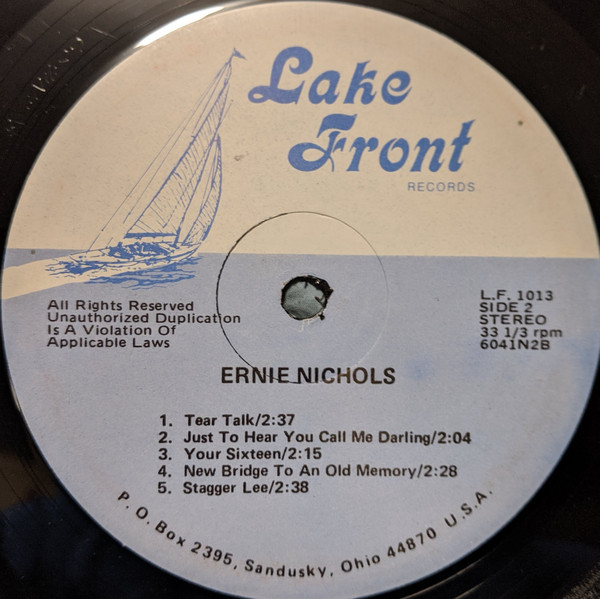 Lake
Front
RECORDS
All Rights Reserved
Unauthorized Duplication
Is A Violation Of
Applicable Laws
L.F. 1013
SIDE 2
STEREO
33 1/3 rpm
6041N2B
ERNIE NICHOLS
1. Tear Talk/2:37
2. Just To Hear You Call Me Darling/2:04
3. Your Sixteen/2:15
4. New Bridge To An Old Memory/2:28
5. Stagger Lee/2:38
P.O. Box 2395, Sandusky, Ohio 44870 U.S.A.